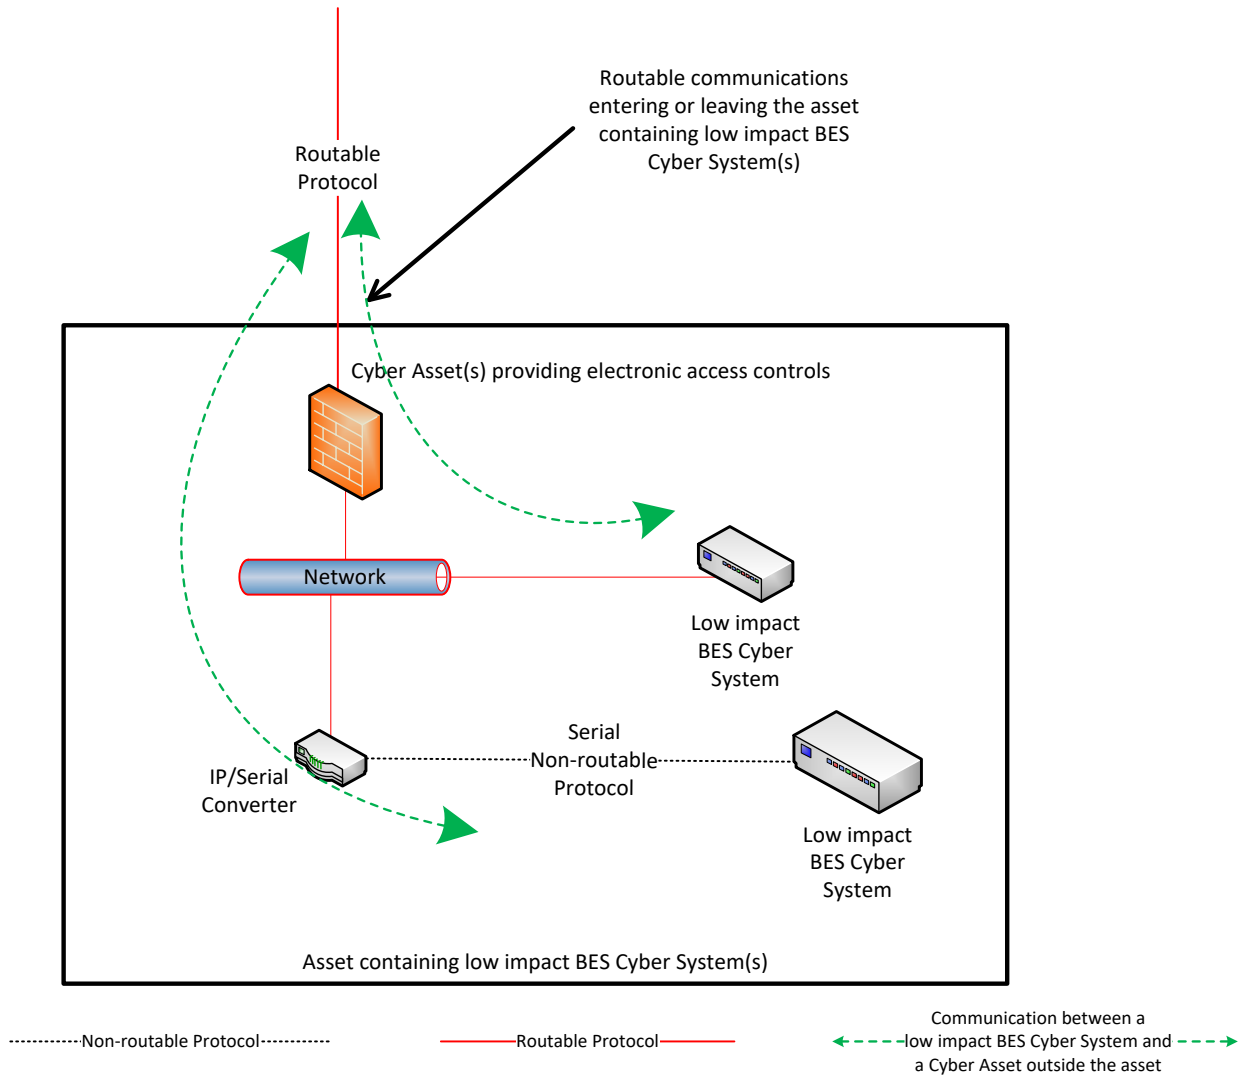 Routable communications
entering or leaving the asset
containing low impact BES
Cyber System(s)
Routable
Protocol
Cyber Asset(s) providing electronic access controls
Network
Low impact
BES Cyber
System
Serial
Non-routable
Protocol
IP/Serial
Converter
Low impact
BES Cyber
System
Asset containing low impact BES Cyber System(s)
Non-routable Protocol
Routable Protocol
Communication between a
low impact BES Cyber System and
a Cyber Asset outside the asset